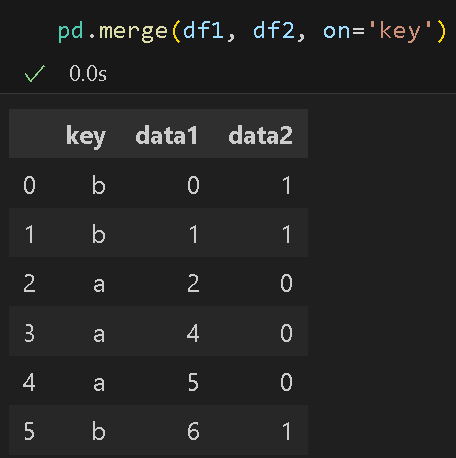 pd.merge(df1, df2, on='key')
0.0s
key data1 data2
0 b 0 1
1 b 1 1
2 a 2 0
3 a 4 0
4 a 5 0
5 b 6 1